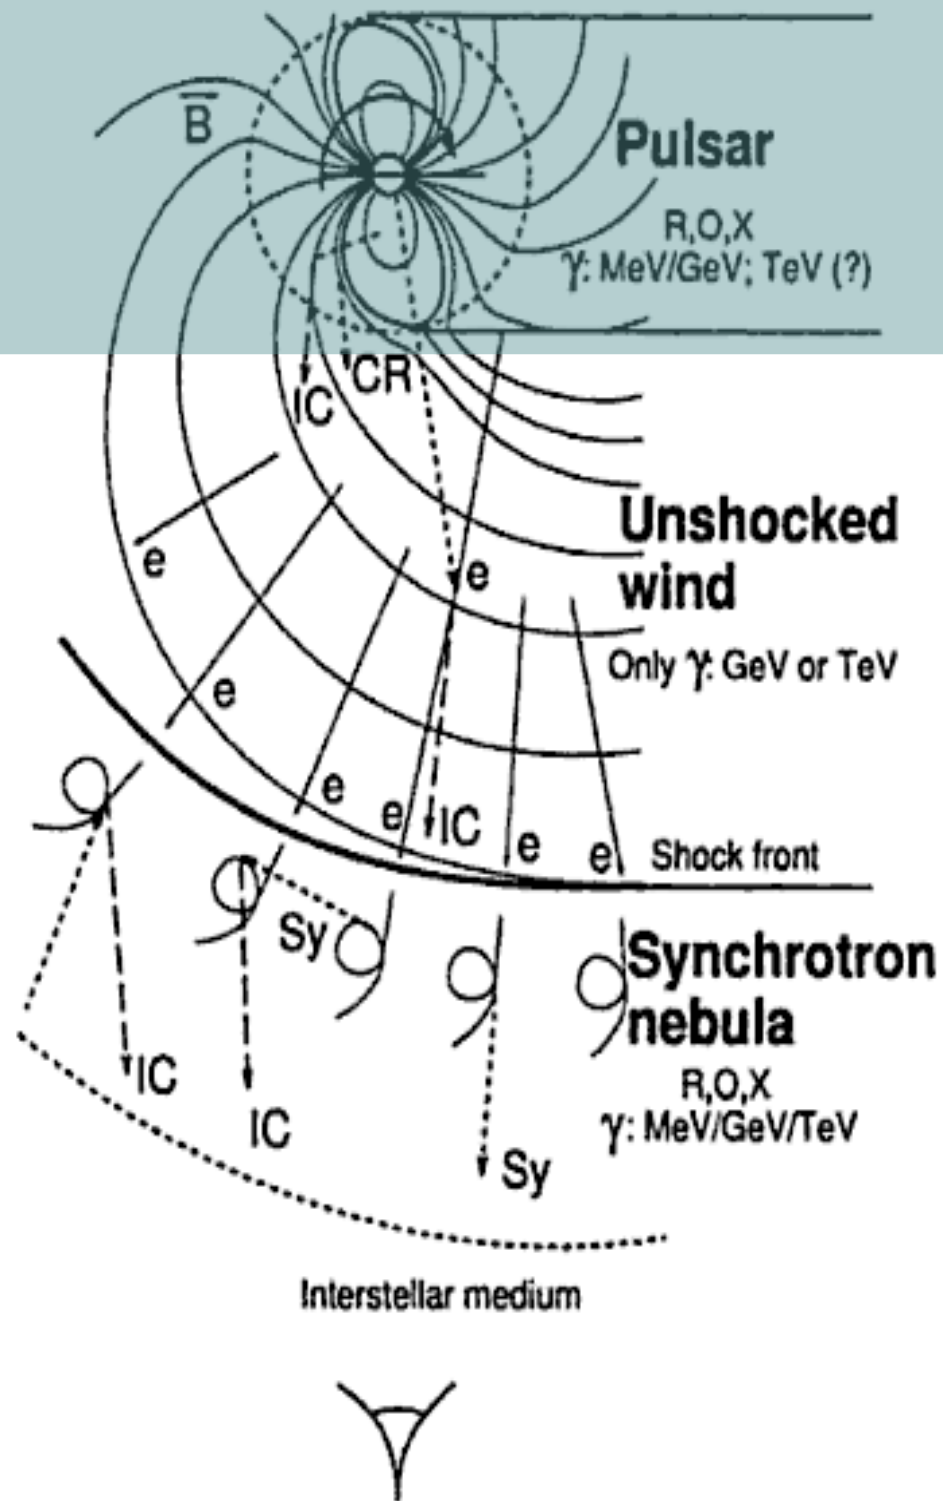 B
Pulsar
R,O,X
γ: MeV/GeV; TeV (?)
CR
IC
Unshocked
wind
e
e
Only γ: GeV or TeV
e
e
e
IC
e
e
Shock front
Sy
Synchrotron
nebula
R,O,X
IC
γ: MeV/GeV/TeV
IC
Sy
Interstellar medium